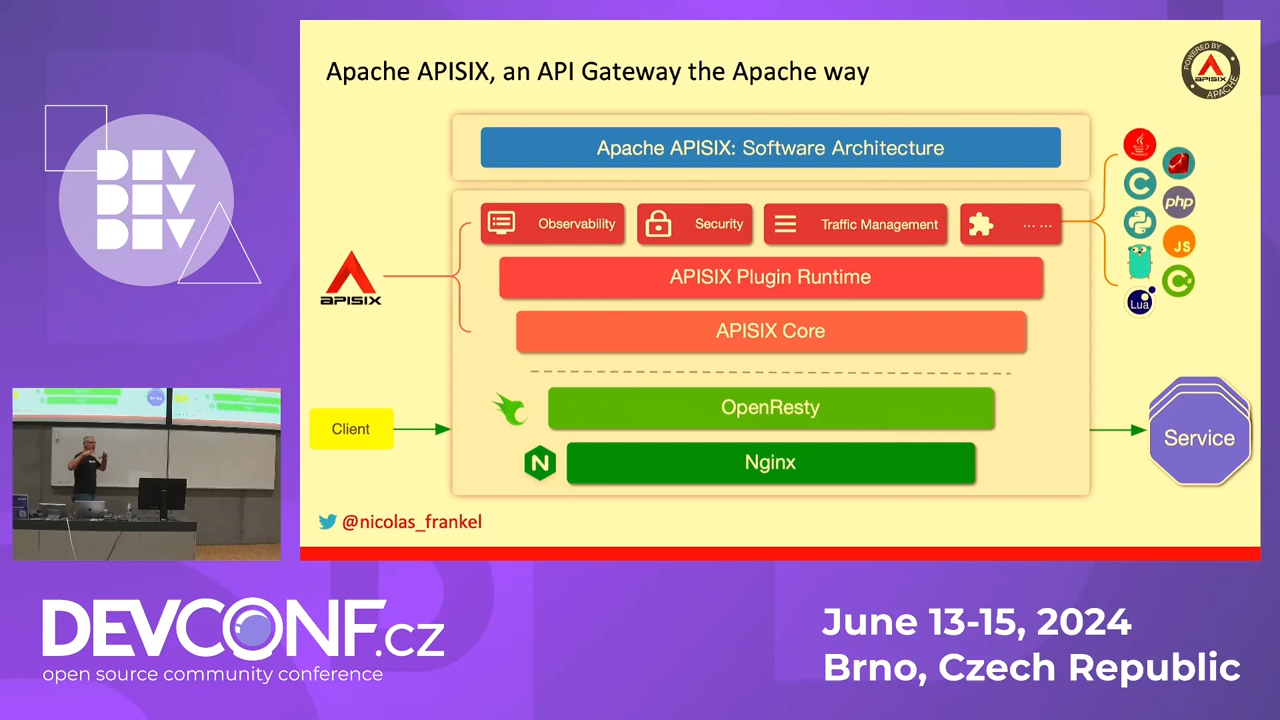 Apache APISIX, an API Gateway the Apache way
POWERED BY
APISIX
APACHE
Apache APISIX: Software Architecture
Observability
Security
Traffic Management
... ...
APISIX Plugin Runtime
APISIX Core
APISIX
OpenResty
N
Nginx
Client
Service
C
php
JS
C
Lua
@nicolas_frankel
DEV
DEV
DEV
DEVCONF.cz
open source community conference
June 13-15, 2024
Brno, Czech Republic